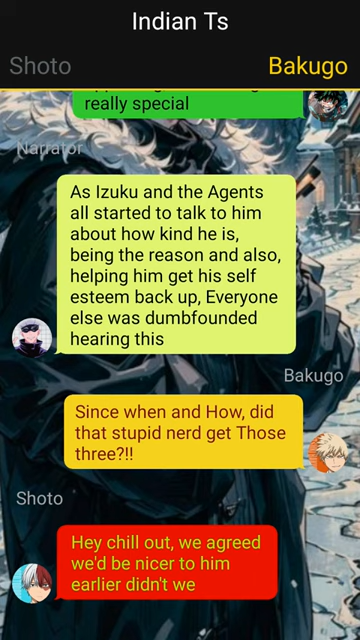 Indian Ts
Shoto
Bakugo
really special
Narrator
As Izuku and the Agents
all started to talk to him
about how kind he is,
being the reason and also,
helping him get his self
esteem back up, Everyone
else was dumbfounded
hearing this
Bakugo
Since when and How, did
that stupid nerd get Those
three?!!
Shoto
Hey chill out, we agreed
we'd be nicer to him
earlier didn't we